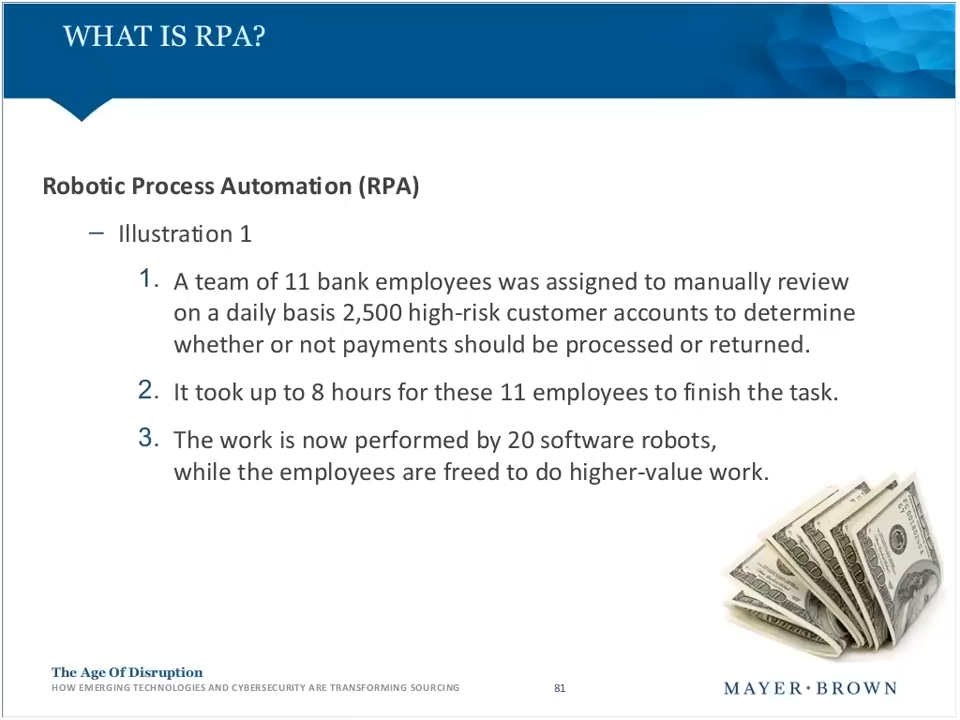 WHAT IS RPA?
Robotic Process Automation (RPA)
– Illustration 1
1. A team of 11 bank employees was assigned to manually review
on a daily basis 2,500 high-risk customer accounts to determine
whether or not payments should be processed or returned.
2. It took up to 8 hours for these 11 employees to finish the task.
3. The work is now performed by 20 software robots,
while the employees are freed to do higher-value work.
100
The Age Of Disruption
HOW EMERGING TECHNOLOGIES AND CYBERSECURITY ARE TRANSFORMING SOURCING
81
MAYER·BROWN